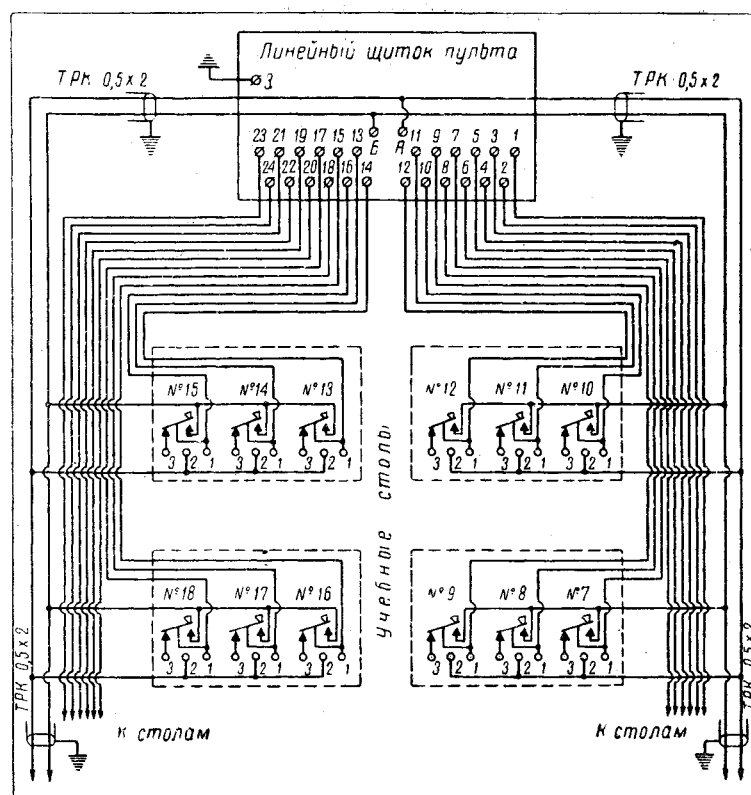 Линейный щиток пульта
ТРК 0,5×2
ТРК 0,5×2
З.
Б
А
23 21 19 17 15 13
11 9 7 5 3 1
24 22 20 18 16 14
12 10 8 6 4 2
№15 №14 №13
№12 №11 №10
3 2 1 3 2 1 3 2 1
3 2 1 3 2 1 3 2 1
Учебные столы
№18 №17 №16
№9 №8 №7
3 2 1 3 2 1 3 2 1
3 2 1 3 2 1 3 2 1
ТРК 0,5×2
ТРК 0,5×2
К столам
К столам